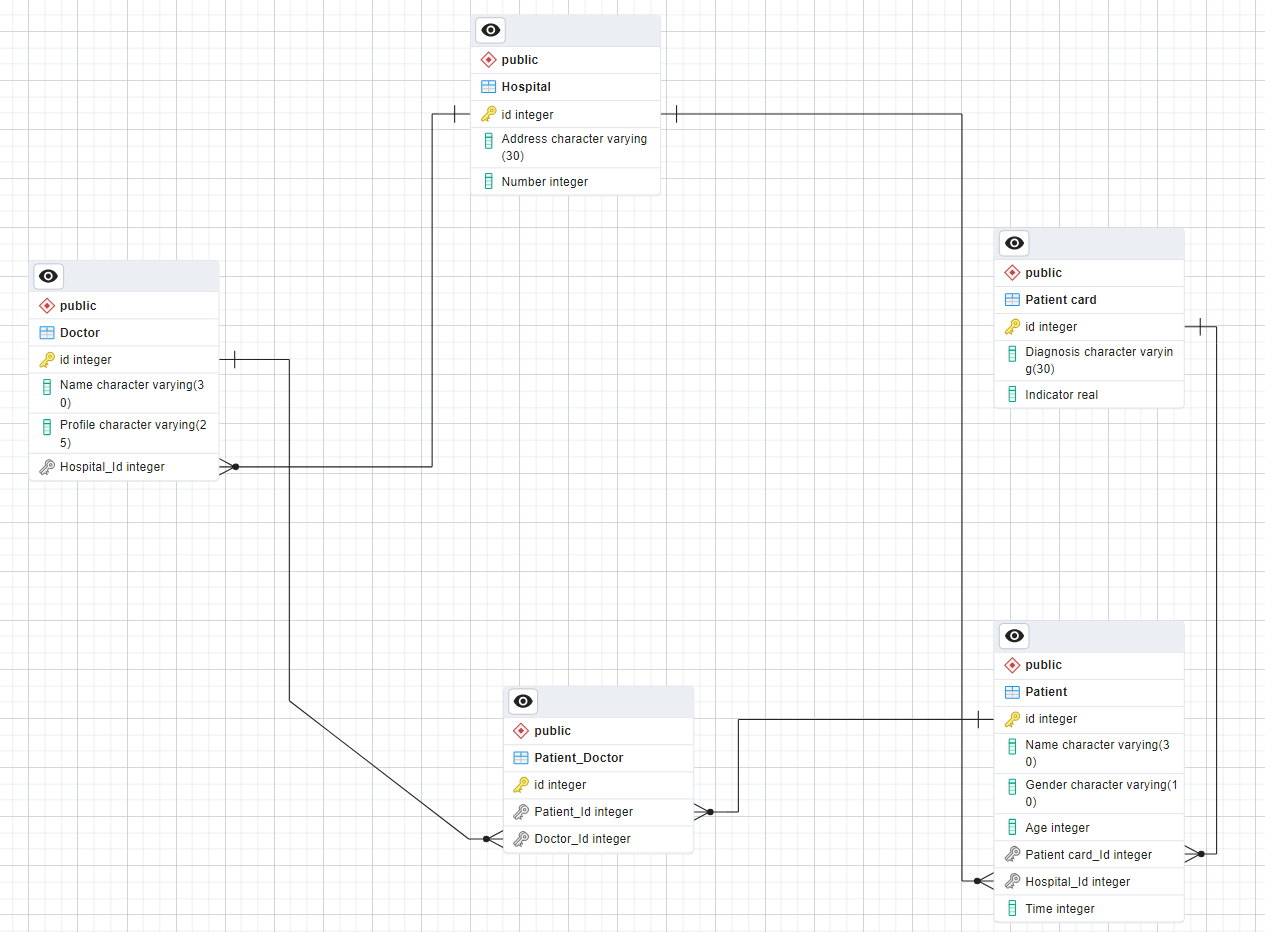 public
Hospital
id integer
Address character varying
(30)
Number integer
public
Doctor
id integer
Name character varying(3
0)
Profile character varying(2
5)
Hospital_Id integer
public
Patient card
id integer
Diagnosis character varyin
g(30)
Indicator real
public
Patient_Doctor
id integer
Patient_Id integer
Doctor_Id integer
public
Patient
id integer
Name character varying(3
0)
Gender character varying(1
0)
Age integer
Patient card_Id integer
Hospital_Id integer
Time integer